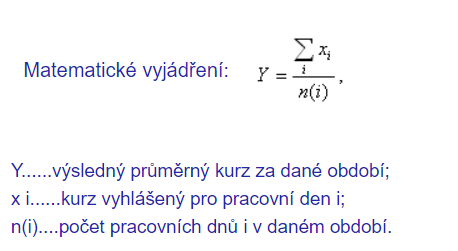 Matematické vyjádření: Y = ∑ᵢ xᵢ / n(i) ,
Y......výsledný průměrný kurz za dané období;
x i......kurz vyhlášený pro pracovní den i;
n(i)....počet pracovních dnů i v daném období.